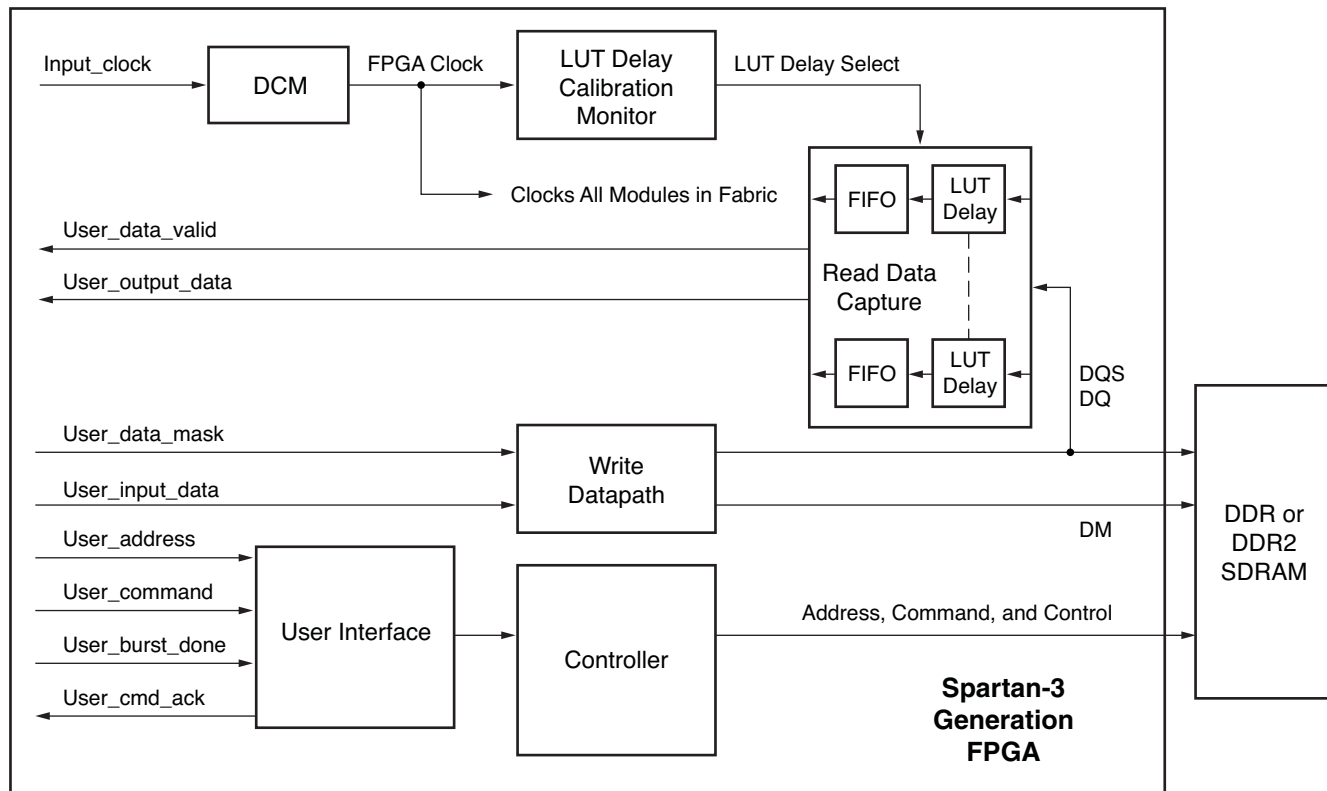 Input_clock
DCM
FPGA Clock
LUT Delay
Calibration
Monitor
LUT Delay Select
Clocks All Modules in Fabric
FIFO
LUT
Delay
User_data_valid
User_output_data
Read Data
Capture
FIFO
LUT
Delay
DQS
DQ
User_data_mask
User_input_data
Write
Datapath
DM
DDR or
DDR2
SDRAM
User_address
User_command
User_burst_done
User_cmd_ack
User Interface
Controller
Address, Command, and Control
Spartan-3
Generation
FPGA